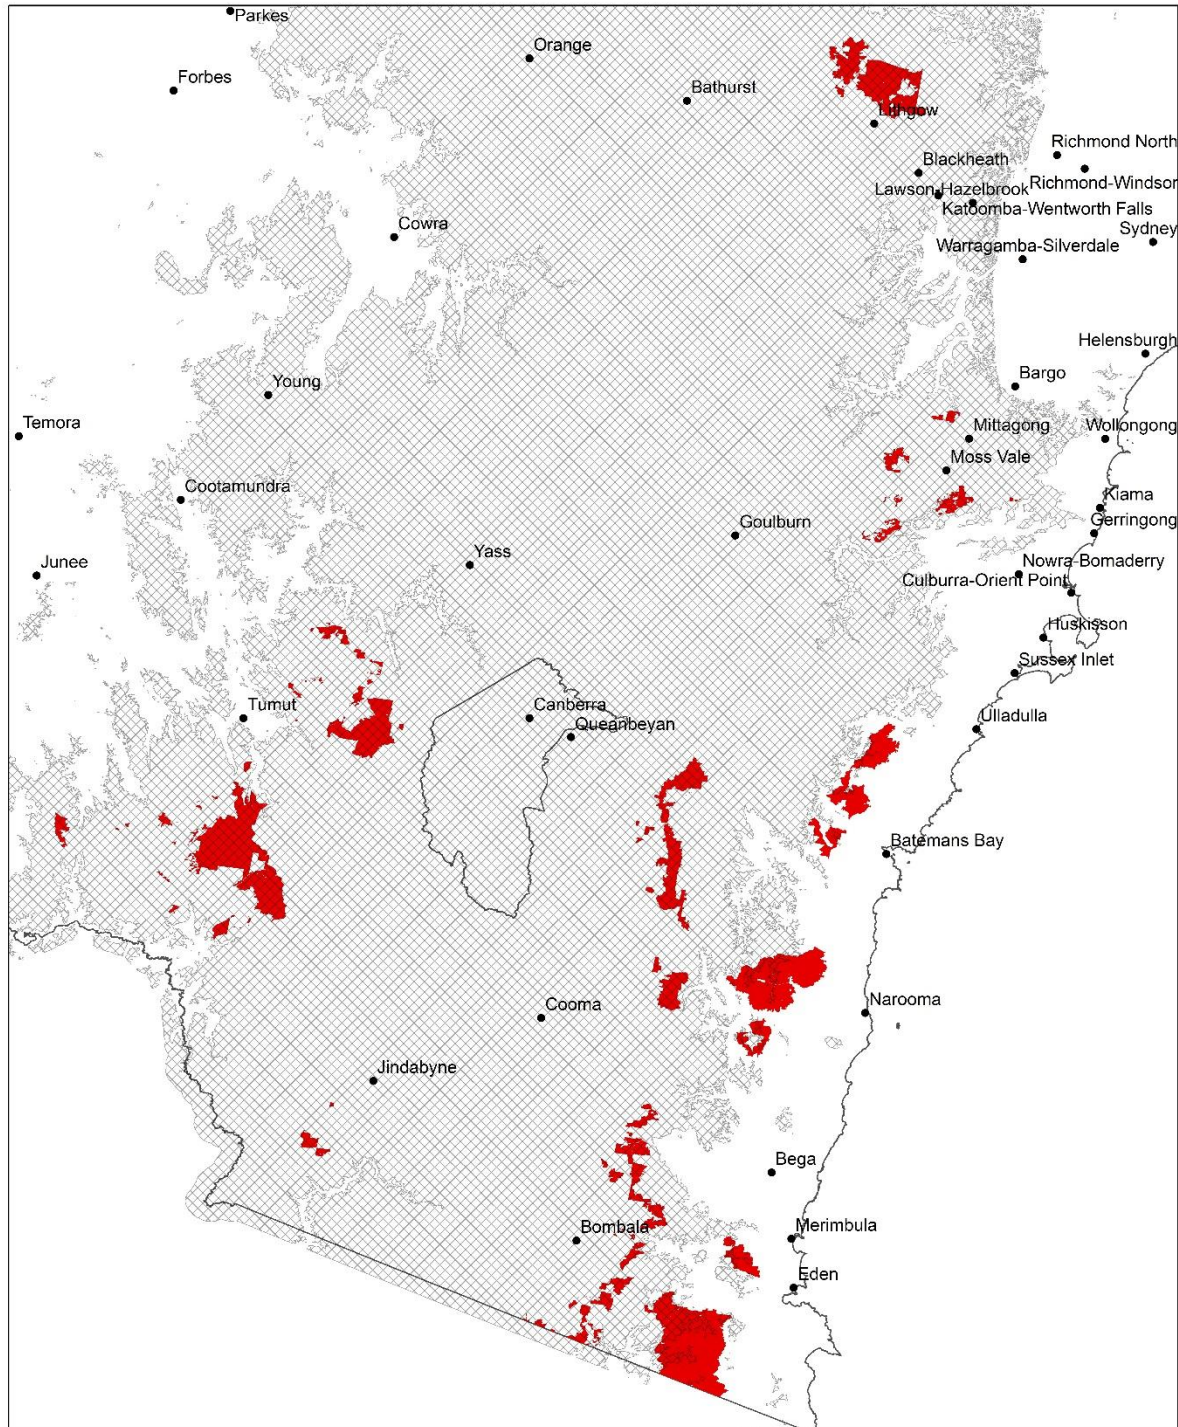 Parkes
Orange
Forbes
Bathurst
Lithgow
Richmond North
Blackheath
Richmond-Windsor
Lawson-Hazelbrook
Katoomba-Wentworth Falls
Cowra
Sydney
Warragamba-Silverdale
Helensburgh
Bargo
Young
Temora
Mittagong
Wollongong
Moss Vale
Cootamundra
Kiama
Goulburn
Gerringong
Junee
Yass
Nowra-Bomaderry
Culburra-Orient Point
Huskisson
Sussex Inlet
Tumut
Canberra
Ulladulla
Queanbeyan
Batemans Bay
Cooma
Narooma
Jindabyne
Bega
Bombala
Merimbula
Eden